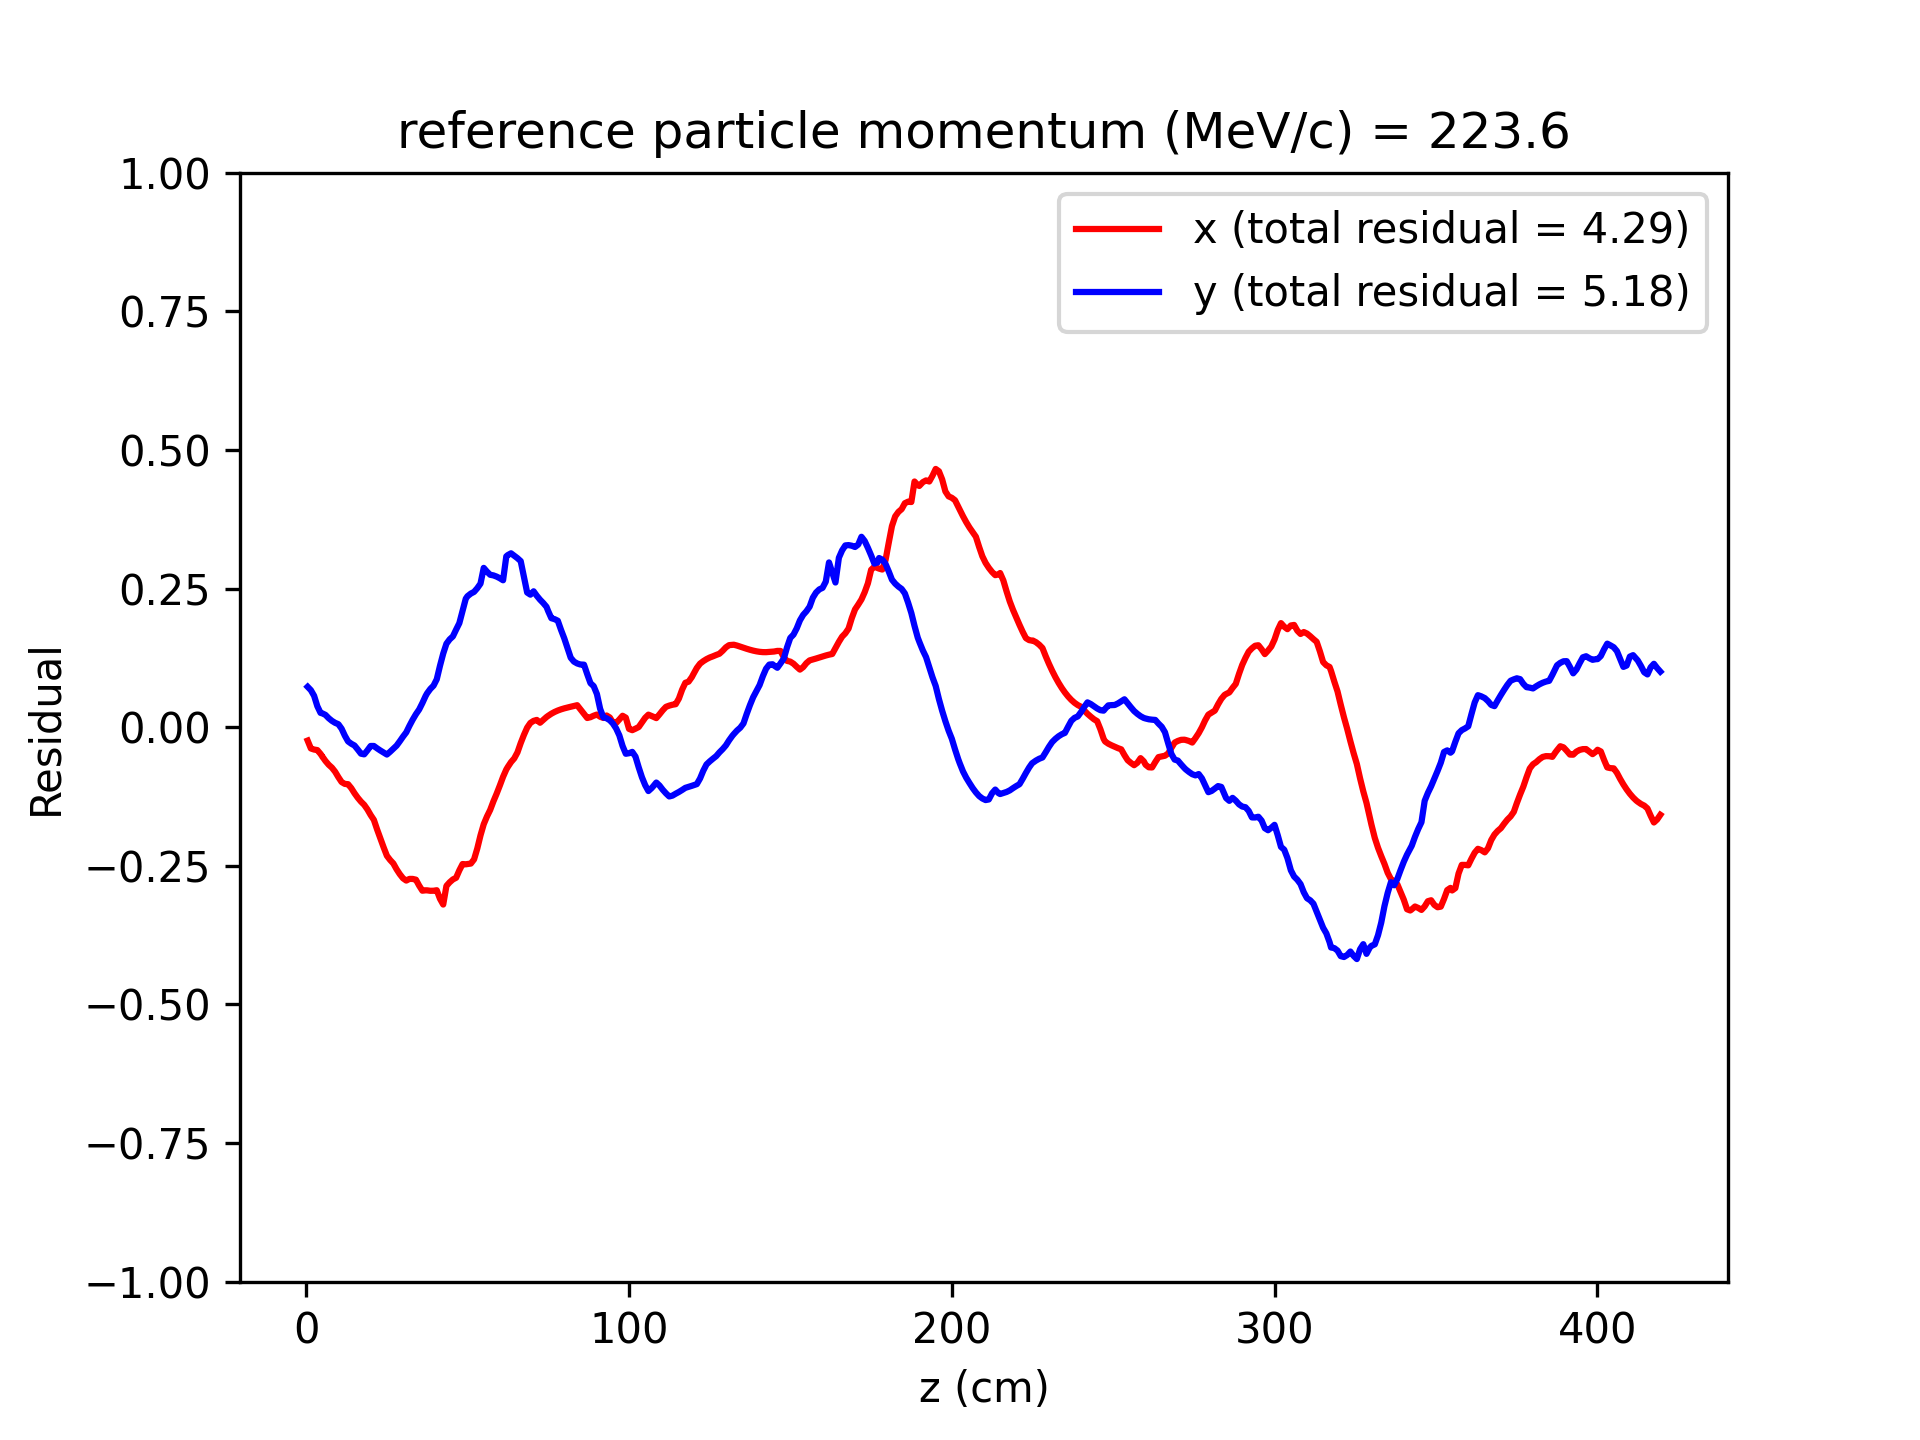 reference particle momentum (MeV/c) = 223.6
1.00
0.75
0.50
0.25
0.00
−0.25
−0.50
−0.75
−1.00
Residual
x (total residual = 4.29)
y (total residual = 5.18)
0 100 200 300 400
z (cm)